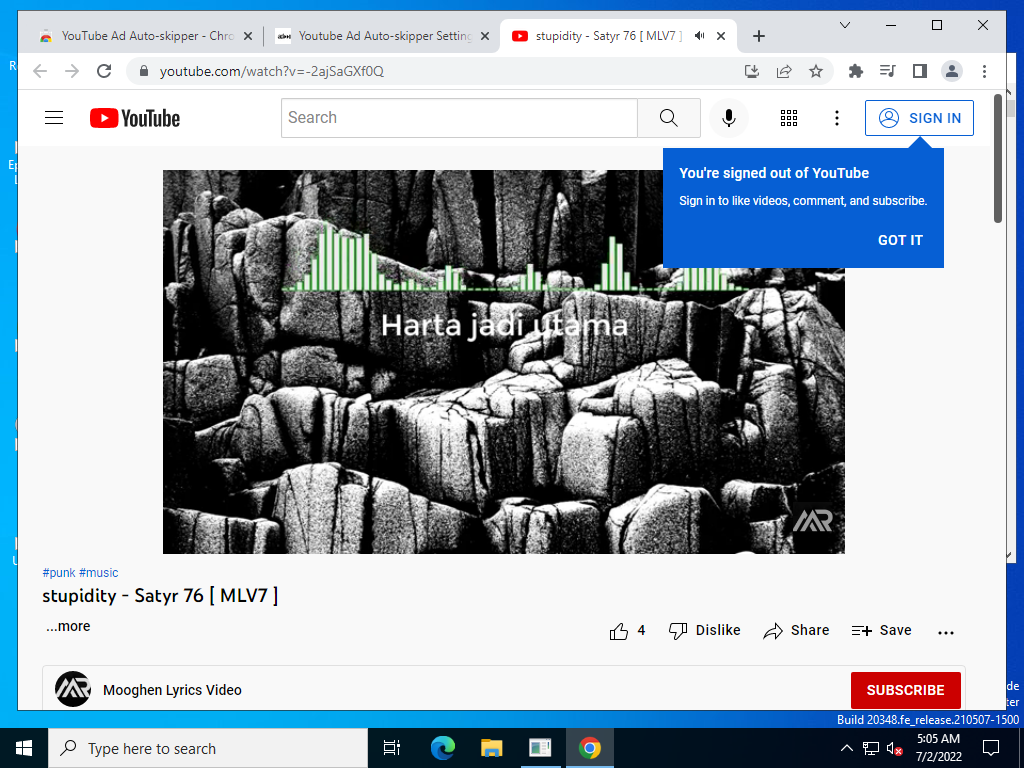 YouTube Ad Auto-skipper - Chro
Youtube Ad Auto-skipper Setting
stupidity - Satyr 76 [ MLV7 ]
youtube.com/watch?v=-2ajSaGXf0Q
YouTube
Search
SIGN IN
You're signed out of YouTube
Sign in to like videos, comment, and subscribe.
GOT IT
Harta jadi utama
MR
#punk #music
stupidity - Satyr 76 [ MLV7 ]
...more
4
Dislike
Share
Save
Mooghen Lyrics Video
SUBSCRIBE
Build 20348.fe_release.210507-1500
Type here to search
5:05 AM
7/2/2022